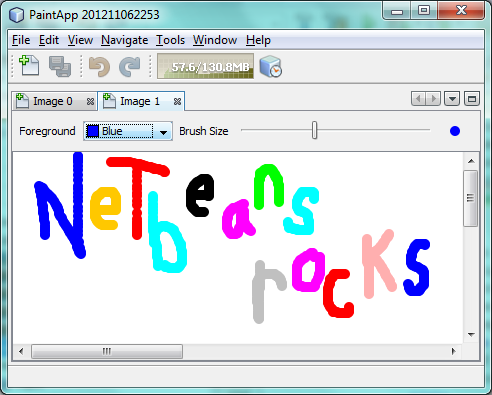 PaintApp 201211062253
File Edit View Navigate Tools Window Help
57.6/130.8MB
Image 0 Image 1
Foreground Blue Brush Size
NeTbeans
rocks